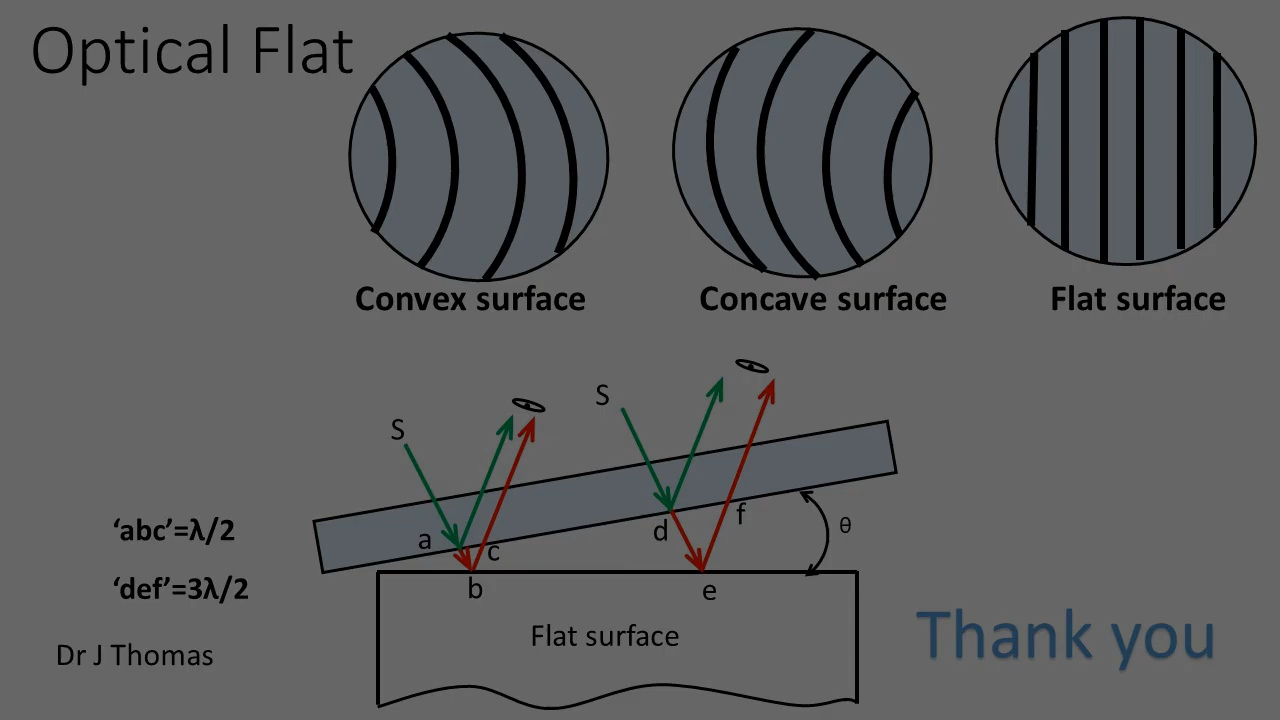 Optical Flat
Convex surface
Concave surface
Flat surface
S
S
a
c
b
d
f
e
θ
‘abc’=λ/2
‘def’=3λ/2
Flat surface
Dr J Thomas
Thank you